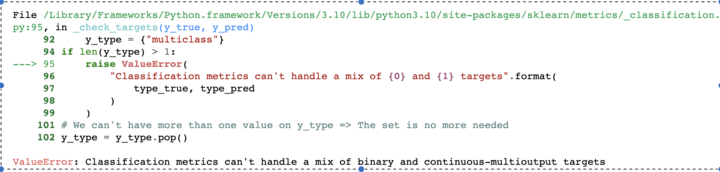 File /Library/Frameworks/Python.framework/Versions/3.10/lib/python3.10/site-packages/sklearn/metrics/_classification.
py:95, in _check_targets(y_true, y_pred)
92 y_type = {"multiclass"}
94 if len(y_type) > 1:
---> 95 raise ValueError(
96 "Classification metrics can't handle a mix of {0} and {1} targets".format(
97 type_true, type_pred
98 )
99 )
101 # We can't have more than one value on y_type => The set is no more needed
102 y_type = y_type.pop()
ValueError: Classification metrics can't handle a mix of binary and continuous-multioutput targets